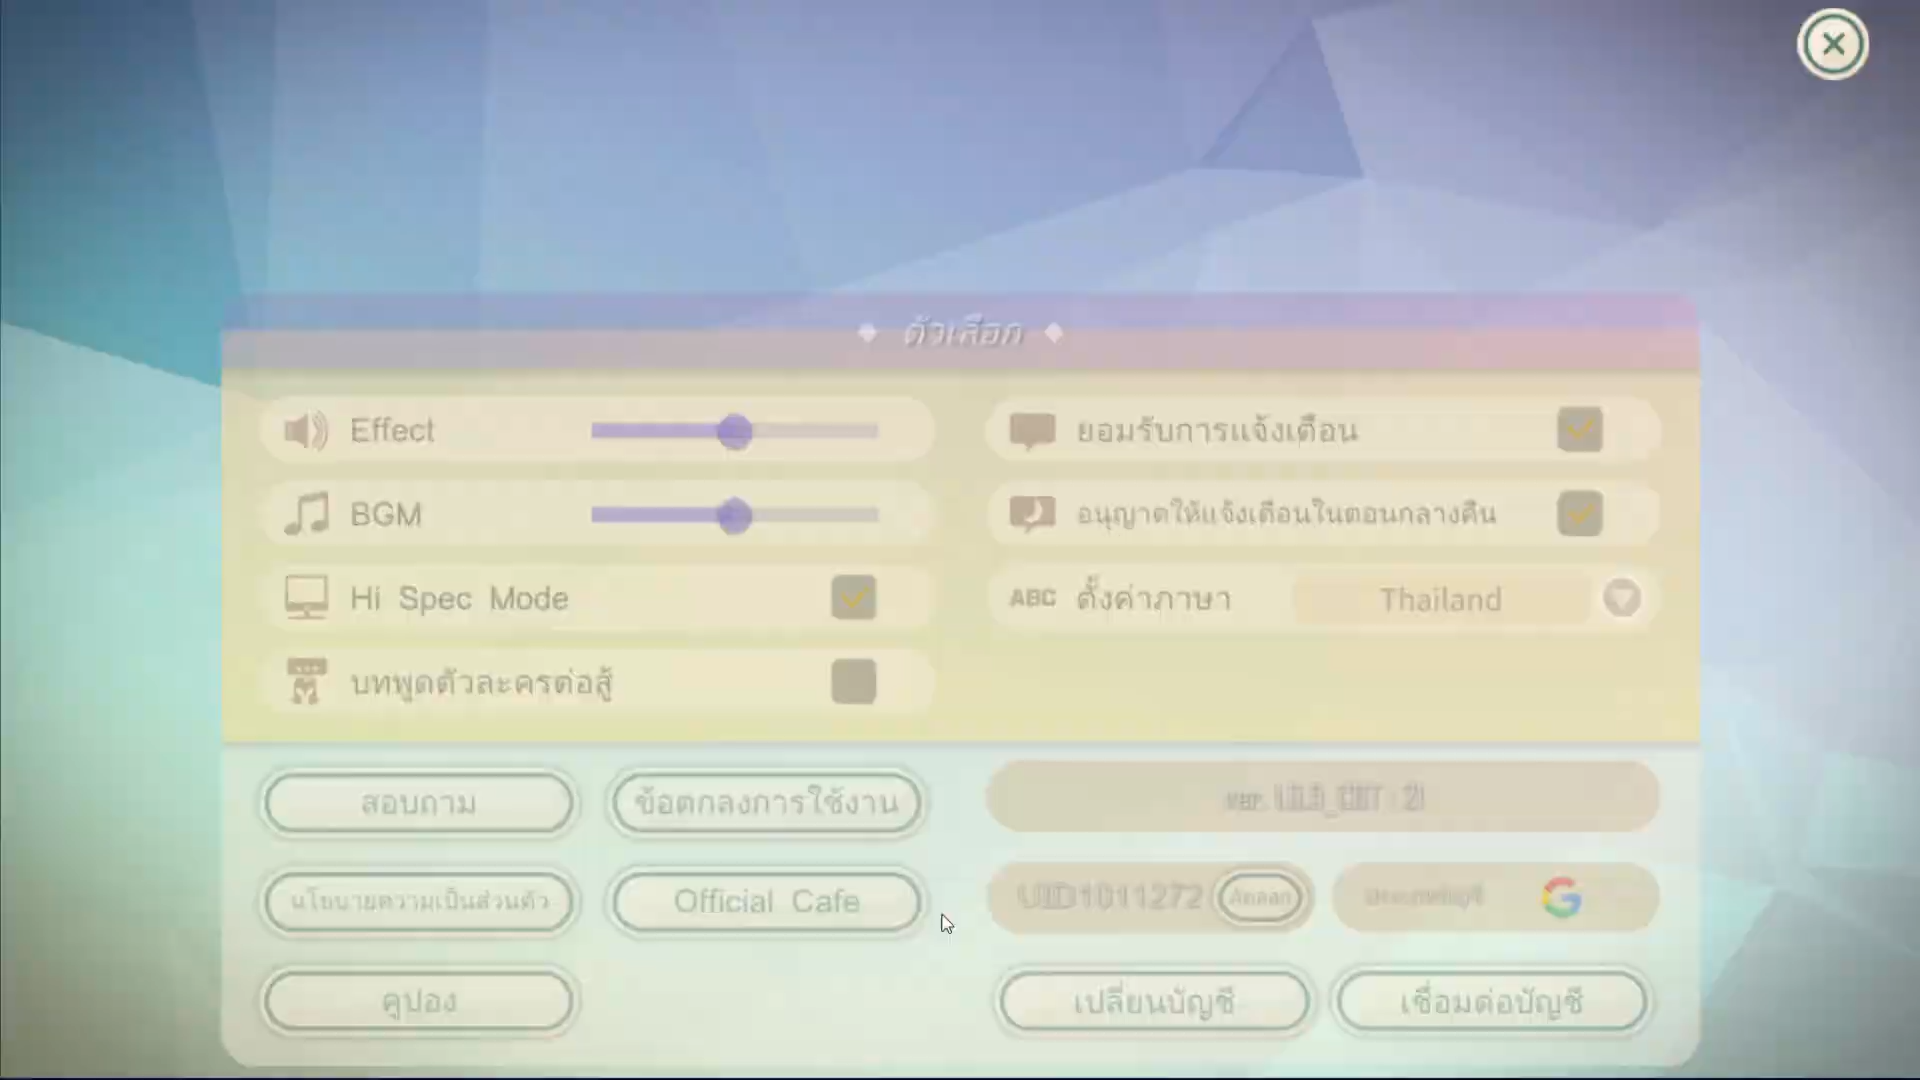 ตัวเลือก
Effect
BGM
Hi Spec Mode
บทพูดตัวละครต่อสู้
ยอมรับการแจ้งเตือน
อนุญาตให้แจ้งเตือนในตอนกลางคืน
ABC ตั้งค่าภาษา Thailand
สอบถาม
ข้อตกลงการใช้งาน
นโยบายความเป็นส่วนตัว
Official Cafe
คูปอง
ver.
UID1011272
คัดลอก
เปลี่ยนบัญชี
เชื่อมต่อบัญชี